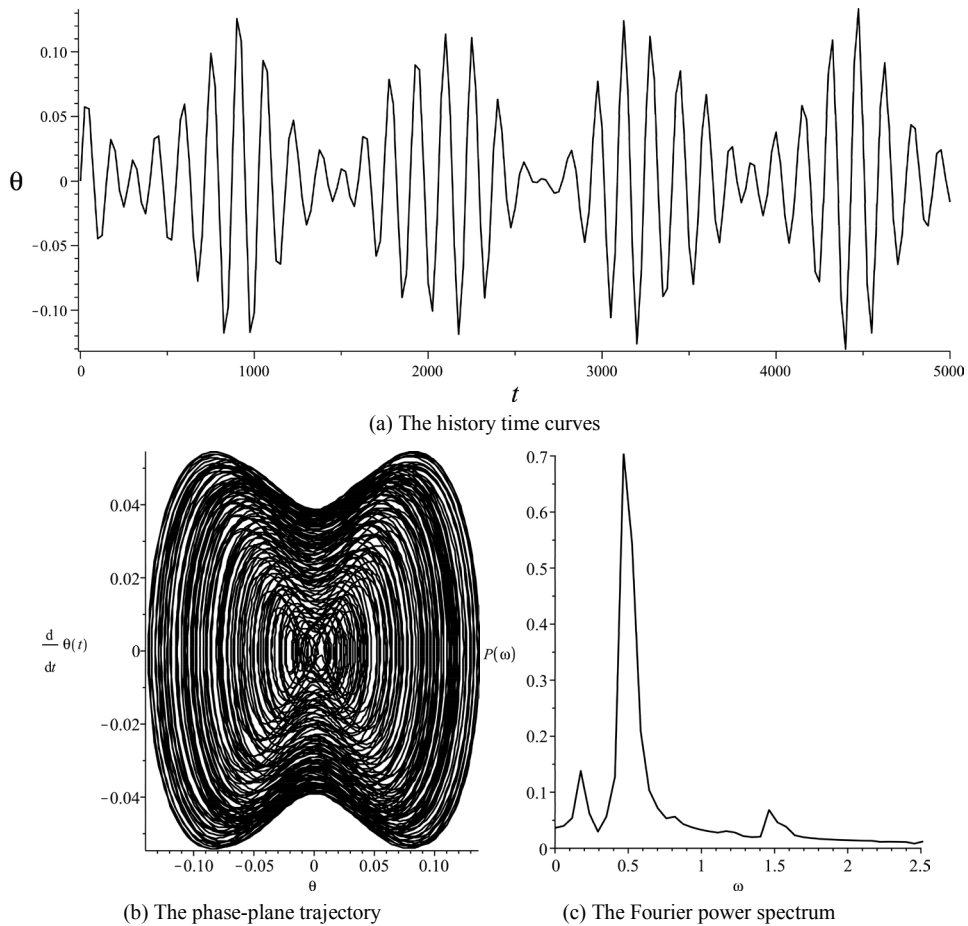 0.10
0.05
θ 0
−0.05
−0.10
0 1000 2000 3000 4000 5000
t
(a) The history time curves
0.04
0.02
d/dt θ(t) 0
−0.02
−0.04
−0.10 −0.05 0 0.05 0.10
θ
0.7
0.6
0.5
0.4
P(ω)
0.3
0.2
0.1
0
0 0.5 1 1.5 2 2.5
ω
(b) The phase-plane trajectory
(c) The Fourier power spectrum